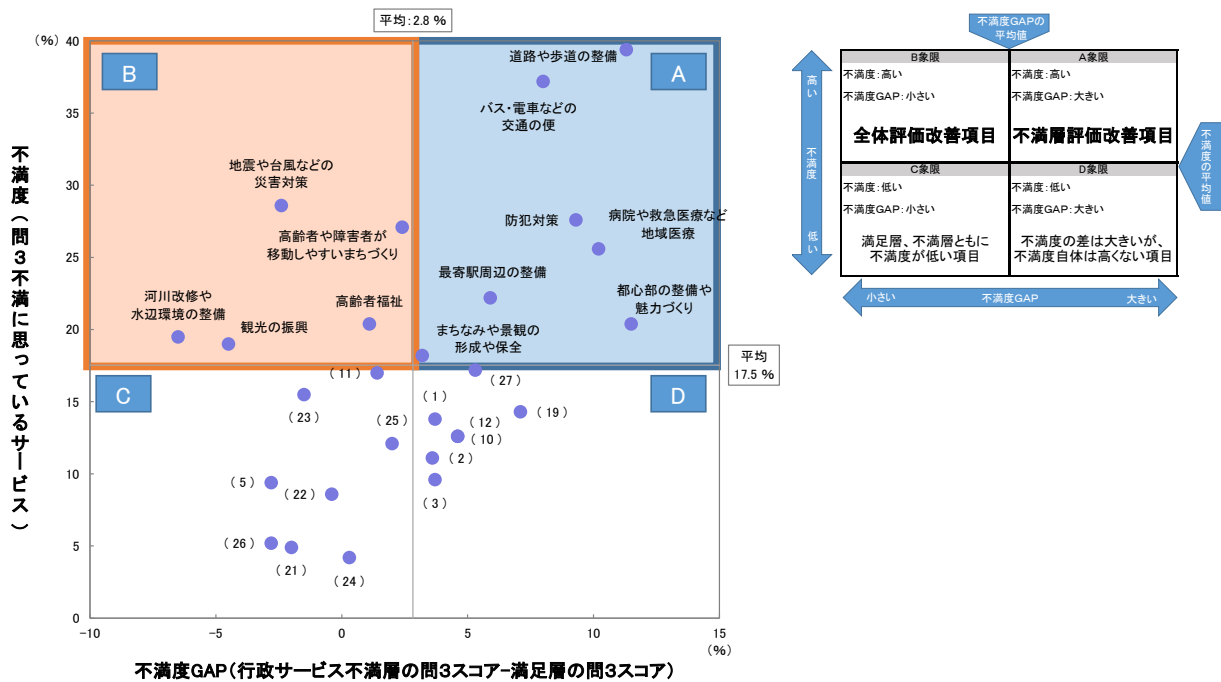 平均:2.8 %
(%)
40
35
30
25
20
15
10
5
0
-10
-5
0
5
10
15
(%)
不満度(問3不満に思っているサービス)
不満度GAP(行政サービス不満層の問3スコア-満足層の問3スコア)
B
A
C
D
道路や歩道の整備
バス・電車などの
交通の便
地震や台風などの
災害対策
防犯対策
病院や救急医療など
地域医療
高齢者や障害者が
移動しやすいまちづくり
最寄駅周辺の整備
都心部の整備や
魅力づくり
河川改修や
水辺環境の整備
観光の振興
高齢者福祉
まちなみや景観の
形成や保全
平均
17.5 %
(11)
(27)
(23)
(1)
(19)
(25)
(12)
(10)
(2)
(5)
(22)
(3)
(26)
(21)
(24)
不満度GAPの
平均値
高い
不満度
低い
B象限
不満度:高い
不満度GAP:小さい
全体評価改善項目
A象限
不満度:高い
不満度GAP:大きい
不満層評価改善項目
C象限
不満度:低い
不満度GAP:小さい
満足層、不満層ともに
不満度が低い項目
D象限
不満度:低い
不満度GAP:大きい
不満度の差は大きいが、
不満度自体は高くない項目
不満度の平均値
小さい 不満度GAP 大きい